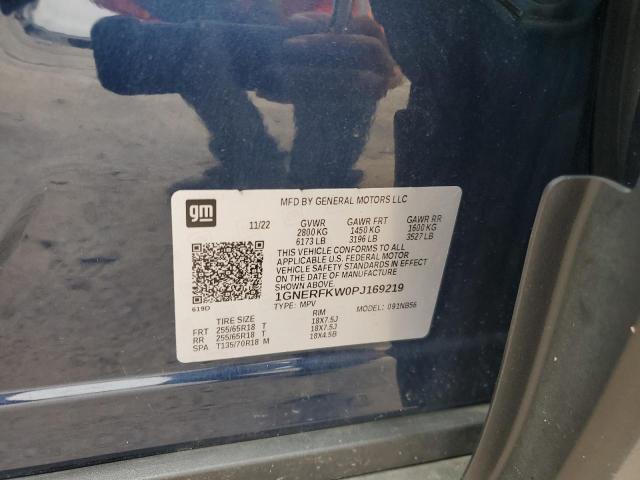 MFD BY GENERAL MOTORS LLC
gm
11/22 GVWR GAWR FRT GAWR RR
2800 KG 1450 KG 1600 KG
6173 LB 3196 LB 3527 LB
THIS VEHICLE CONFORMS TO ALL
APPLICABLE U.S. FEDERAL MOTOR
VEHICLE SAFETY STANDARDS IN EFFECT
ON THE DATE OF MANUFACTURE
SHOWN ABOVE.
1GNERFKW0PJ169219
619D
TYPE: MPV MODEL: 091NB56
TIRE SIZE RIM
FRT 255/65R18 T 18X7.5J
RR 255/65R18 T 18X7.5J
SPA T135/70R18 M 18X4.5B